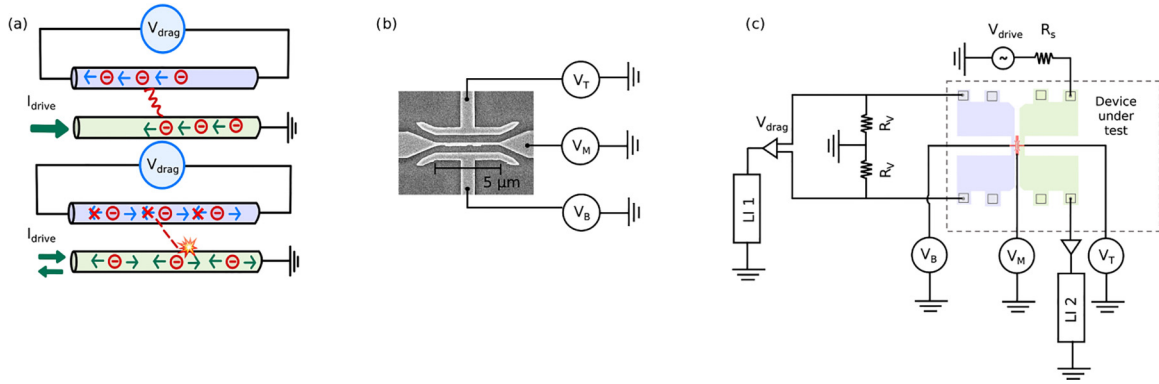 (a)
V_drag
I_drive
V_drag
I_drive
(b)
V_T
V_M
5 μm
V_B
(c)
V_drive
R_s
~
Device
under
test
V_drag
R_V
R_V
LI 1
V_B
V_M
V_T
LI 2